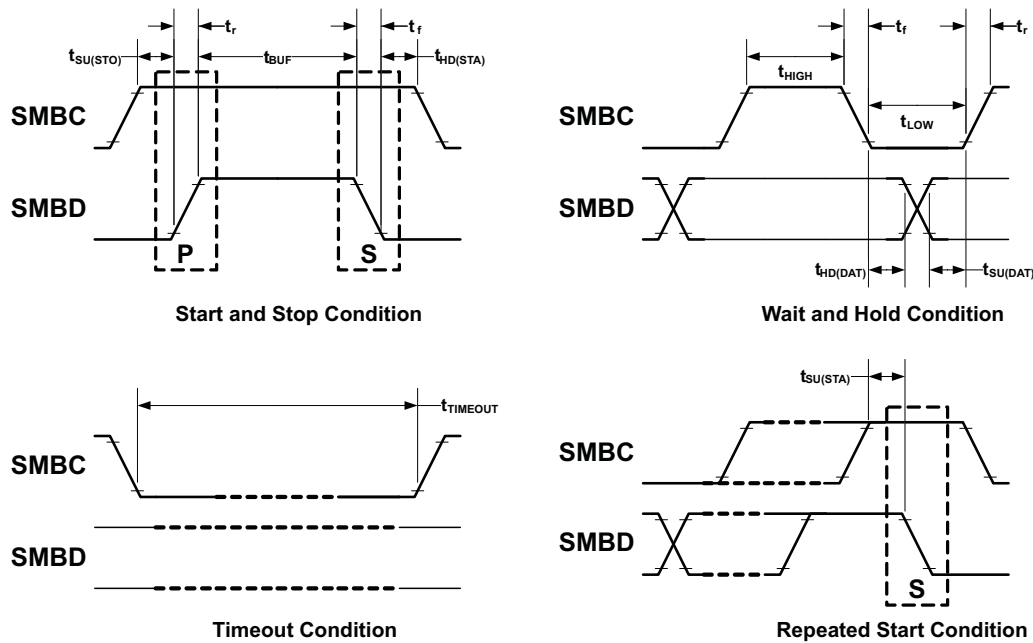 tr
tf
tSU(STO)
tBUF
tHD(STA)
SMBC
SMBD
P
S
Start and Stop Condition
tf
tr
tHIGH
tLOW
SMBC
SMBD
tHD(DAT)
tSU(DAT)
Wait and Hold Condition
tTIMEOUT
SMBC
SMBD
Timeout Condition
tSU(STA)
SMBC
SMBD
S
Repeated Start Condition